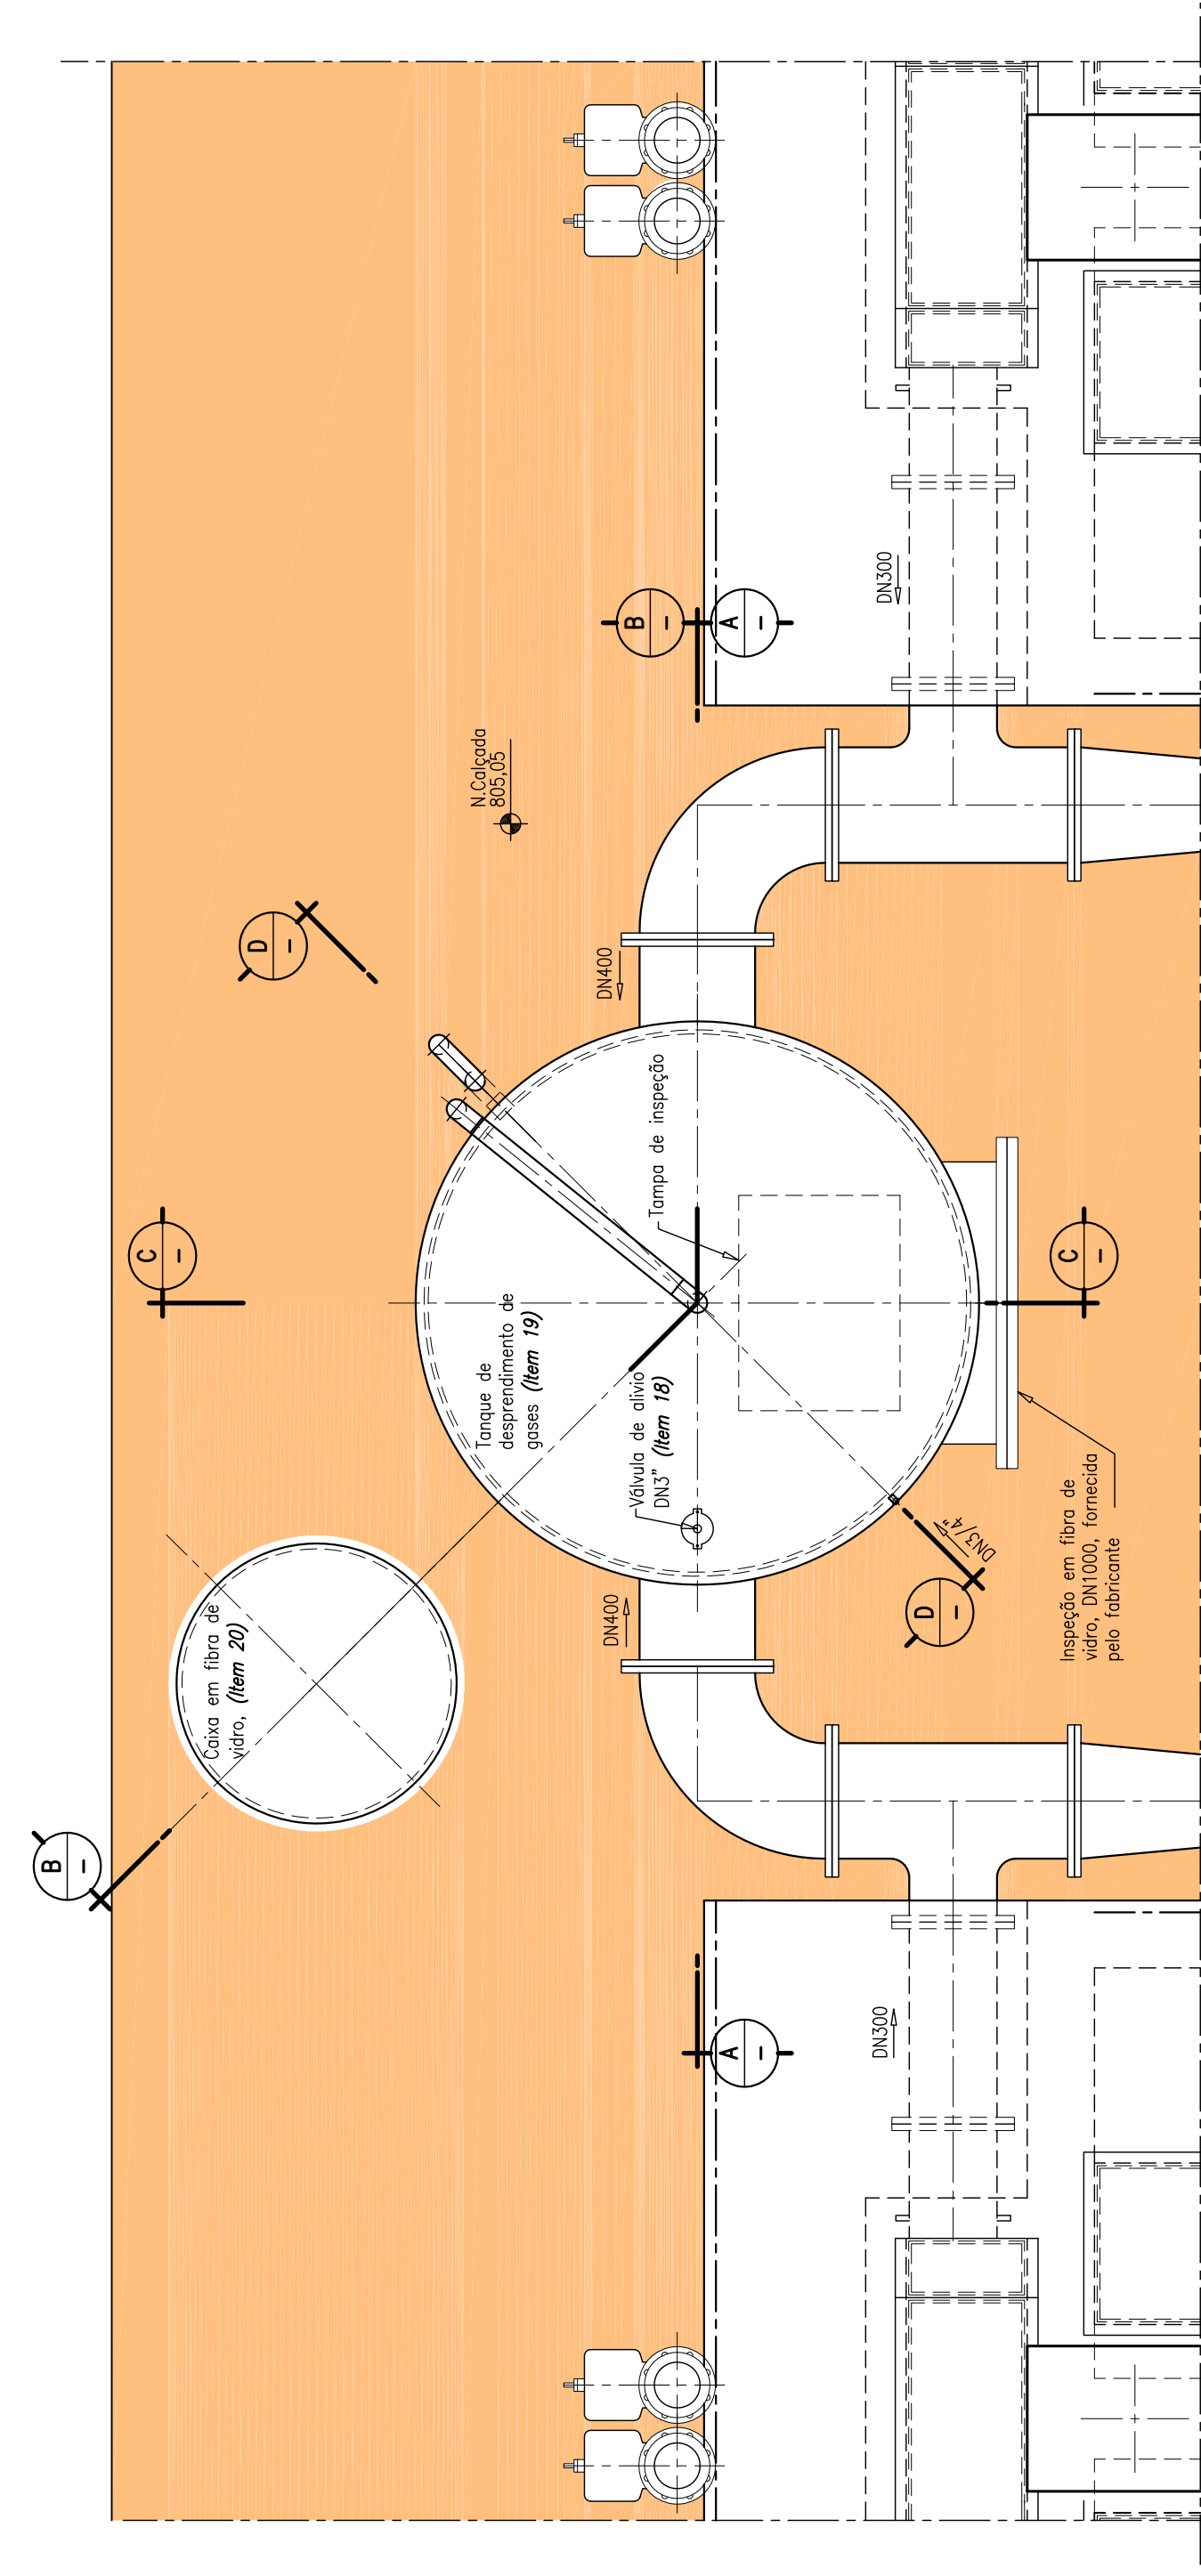 DN300
B
–
A
–
N.Calçada
805,05
D
–
DN400
Tampa de inspeção
C
–
C
–
Tanque de
desprendimento de
gases (Item 19)
Válvula de alivio
DN3" (Item 18)
Inspeção em fibra de
vidro, DN1000, fornecida
pelo fabricante
DN3/4"
D
–
DN400
Caixa em fibra de
vidro, (Item 20)
B
–
A
–
DN300